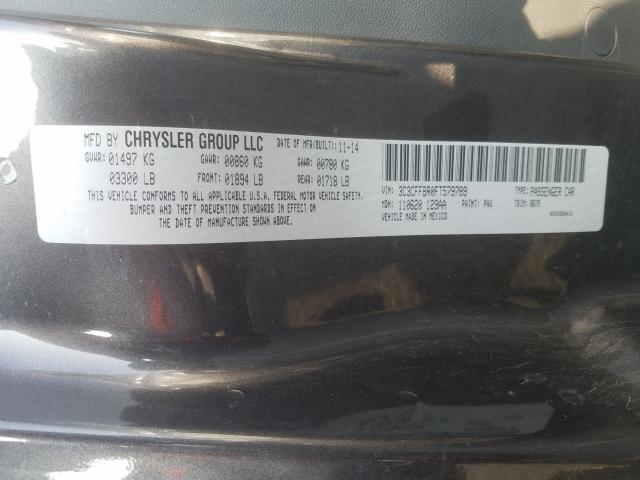 MFD BY CHRYSLER GROUP LLC DATE OF MFR(BUILT): 11-14
GVWR: 01497 KG GAWR: 00860 KG GAWR: 00780 KG
03300 LB FRONT: 01894 LB REAR: 01718 LB
THIS VEHICLE CONFORMS TO ALL APPLICABLE U.S.A. FEDERAL MOTOR VEHICLE SAFETY,
BUMPER AND THEFT PREVENTION STANDARDS IN EFFECT ON
THE DATE OF MANUFACTURE SHOWN ABOVE.
VIN: 3C3CFFBR0FT579789 TYPE: PASSENGER CAR
MDH: 110620 129AA PAINT: TRIM:
VEHICLE MADE IN MEXICO